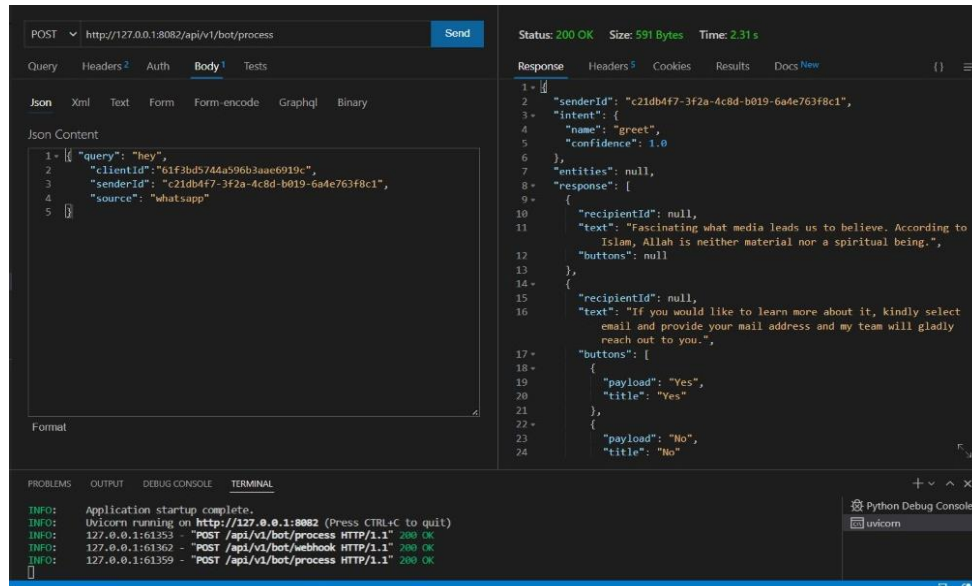 POST http://127.0.0.1:8082/api/v1/bot/process Send
Query Headers 2 Auth Body 1 Tests
Json Xml Text Form Form-encode Graphql Binary
Json Content
1 { "query": "hey",
2 "clientId":"61f3bd5744a596b3aae6919c",
3 "senderId": "c21db4f7-3f2a-4c8d-b019-6a4e763f8c1",
4 "source": "whatsapp"
5 }
Format
Status: 200 OK Size: 591 Bytes Time: 2.31 s
Response Headers 5 Cookies Results Docs New {}
1 {
2 "senderId": "c21db4f7-3f2a-4c8d-b019-6a4e763f8c1",
3 "intent": {
4 "name": "greet",
5 "confidence": 1.0
6 },
7 "entities": null,
8 "response": [
9 {
10 "recipientId": null,
11 "text": "Fascinating what media leads us to believe. According to
Islam, Allah is neither material nor a spiritual being.",
12 "buttons": null
13 },
14 {
15 "recipientId": null,
16 "text": "If you would like to learn more about it, kindly select
email and provide your mail address and my team will gladly
reach out to you.",
17 "buttons": [
18 {
19 "payload": "Yes",
20 "title": "Yes"
21 },
22 {
23 "payload": "No",
24 "title": "No"
PROBLEMS OUTPUT DEBUG CONSOLE TERMINAL
INFO: Application startup complete.
INFO: Uvicorn running on http://127.0.0.1:8082 (Press CTRL+C to quit)
INFO: 127.0.0.1:61353 - "POST /api/v1/bot/process HTTP/1.1" 200 OK
INFO: 127.0.0.1:61362 - "POST /api/v1/bot/webhook HTTP/1.1" 200 OK
INFO: 127.0.0.1:61359 - "POST /api/v1/bot/process HTTP/1.1" 200 OK
Python Debug Console
uvicorn